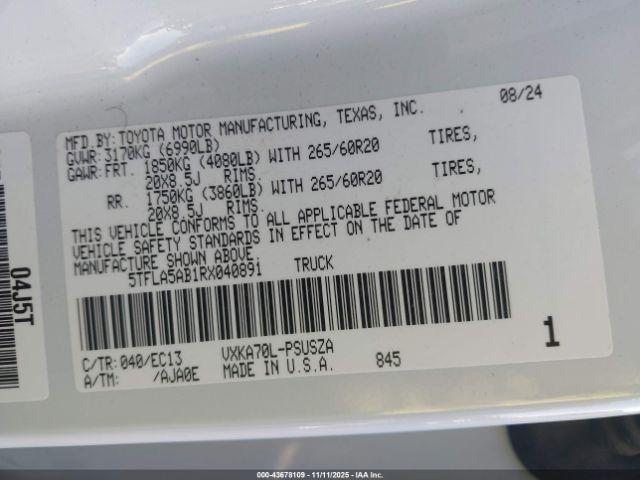 MFD.BY:TOYOTA MOTOR MANUFACTURING, TEXAS, INC. 08/24
GVWR:3170KG (6990LB)
GAWR:FRT. 1850KG (4080LB) WITH 265/60R20 TIRES,
20X8.5J RIMS.
RR. 1750KG (3860LB) WITH 265/60R20 TIRES,
20X8.5J RIMS.
THIS VEHICLE CONFORMS TO ALL APPLICABLE FEDERAL MOTOR
VEHICLE SAFETY STANDARDS IN EFFECT ON THE DATE OF
MANUFACTURE SHOWN ABOVE.
5TFLA5AB1RX040891 TRUCK
C/TR:040/EC13 VXKA70L-PSUSZA
A/TM: /AJA0E MADE IN U.S.A. 845
1
04J5T
000-43678109 - 11/11/2025 - IAA Inc.